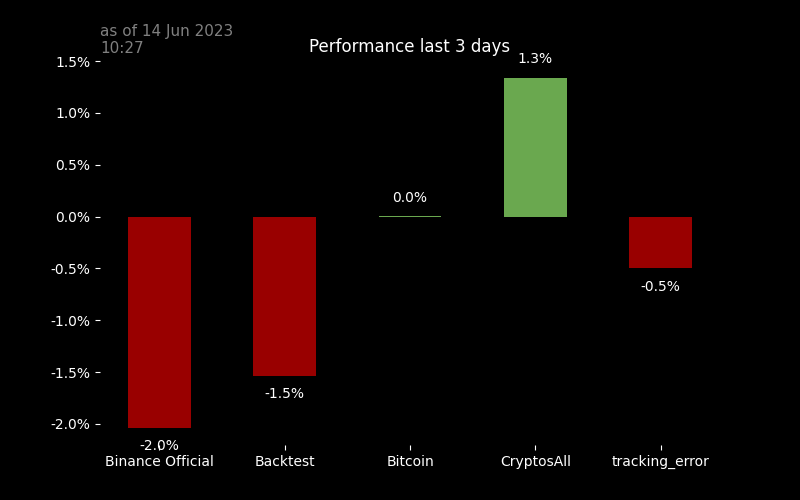 as of 14 Jun 2023
10:27
Performance last 3 days
1.5%
1.0%
0.5%
0.0%
-0.5%
-1.0%
-1.5%
-2.0%
-2.0%
-1.5%
0.0%
1.3%
-0.5%
Binance Official
Backtest
Bitcoin
CryptosAll
tracking_error